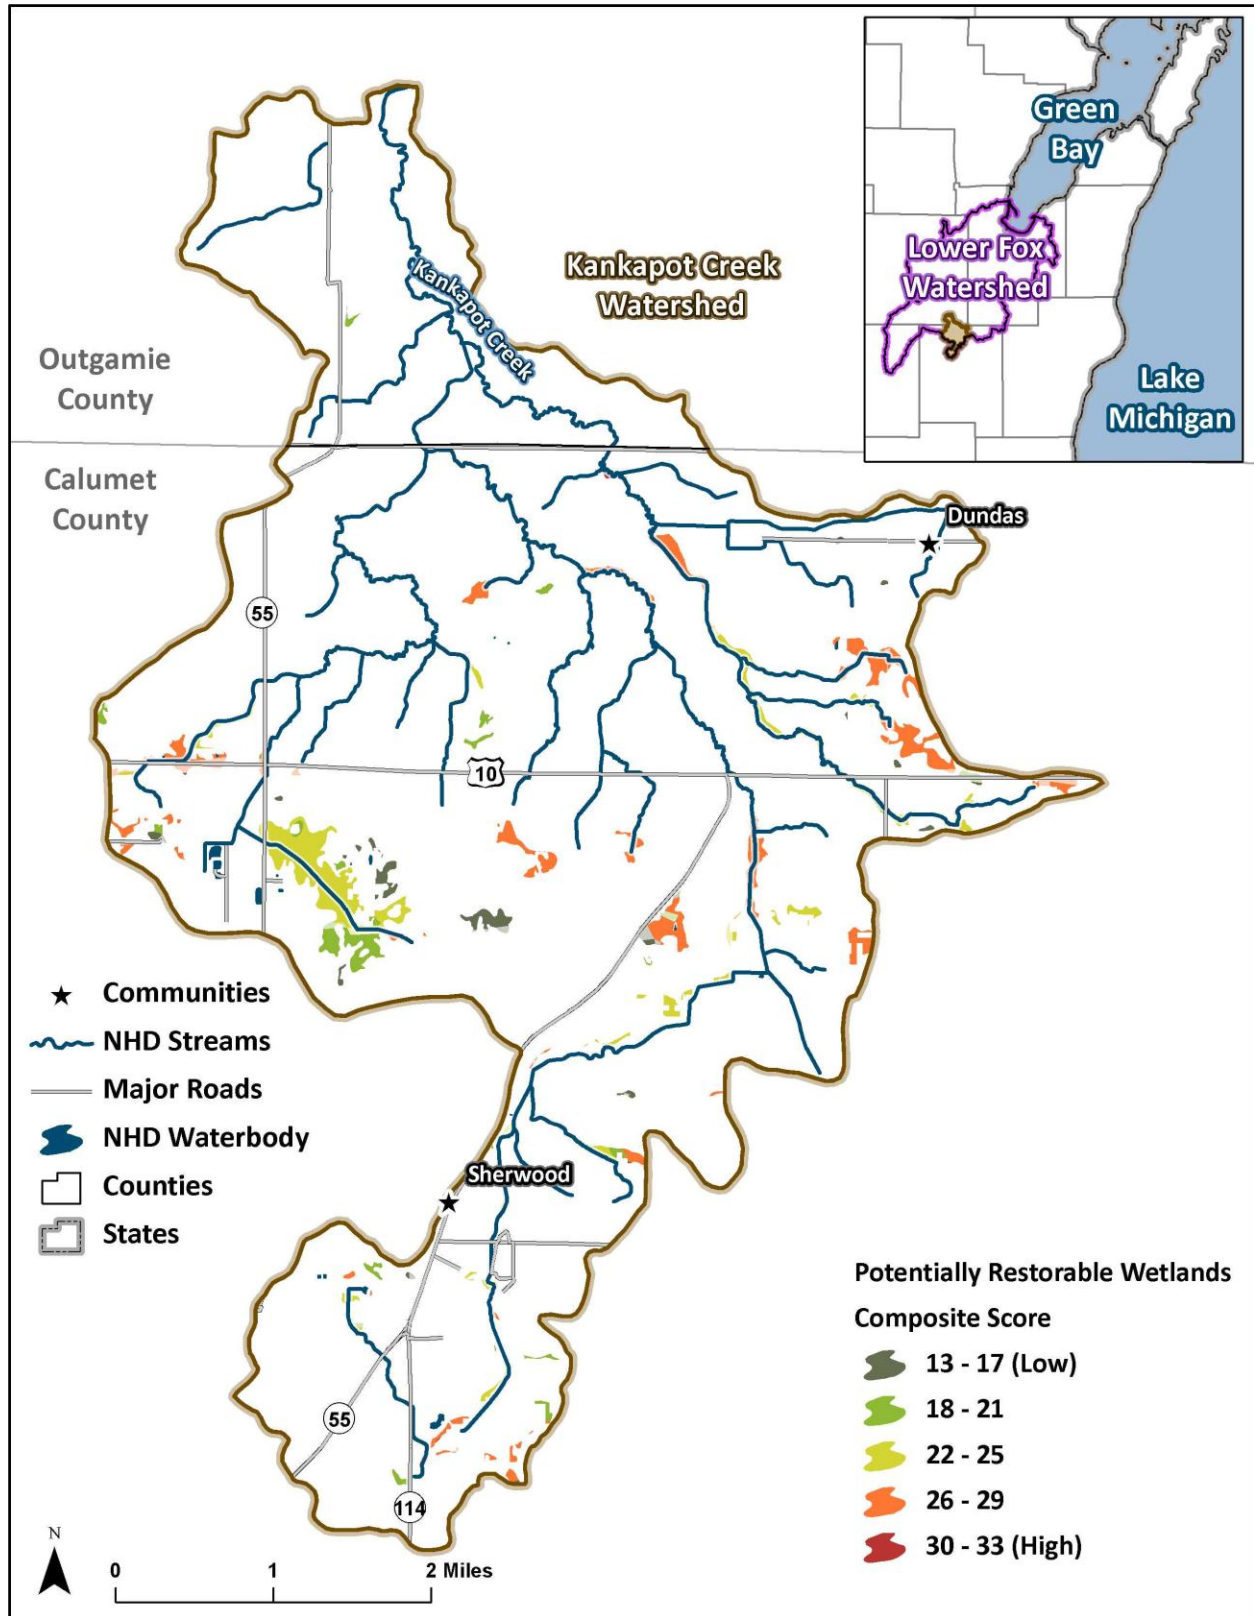 Green
Bay
Lower Fox
Watershed
Lake
Michigan
Kankapot Creek
Watershed
Kankapot Creek
Outgamie
County
Calumet
County
Dundas
55
10
Communities
NHD Streams
Major Roads
NHD Waterbody
Counties
States
Sherwood
Potentially Restorable Wetlands
Composite Score
13 - 17 (Low)
18 - 21
22 - 25
26 - 29
30 - 33 (High)
55
114
N
0 1 2 Miles